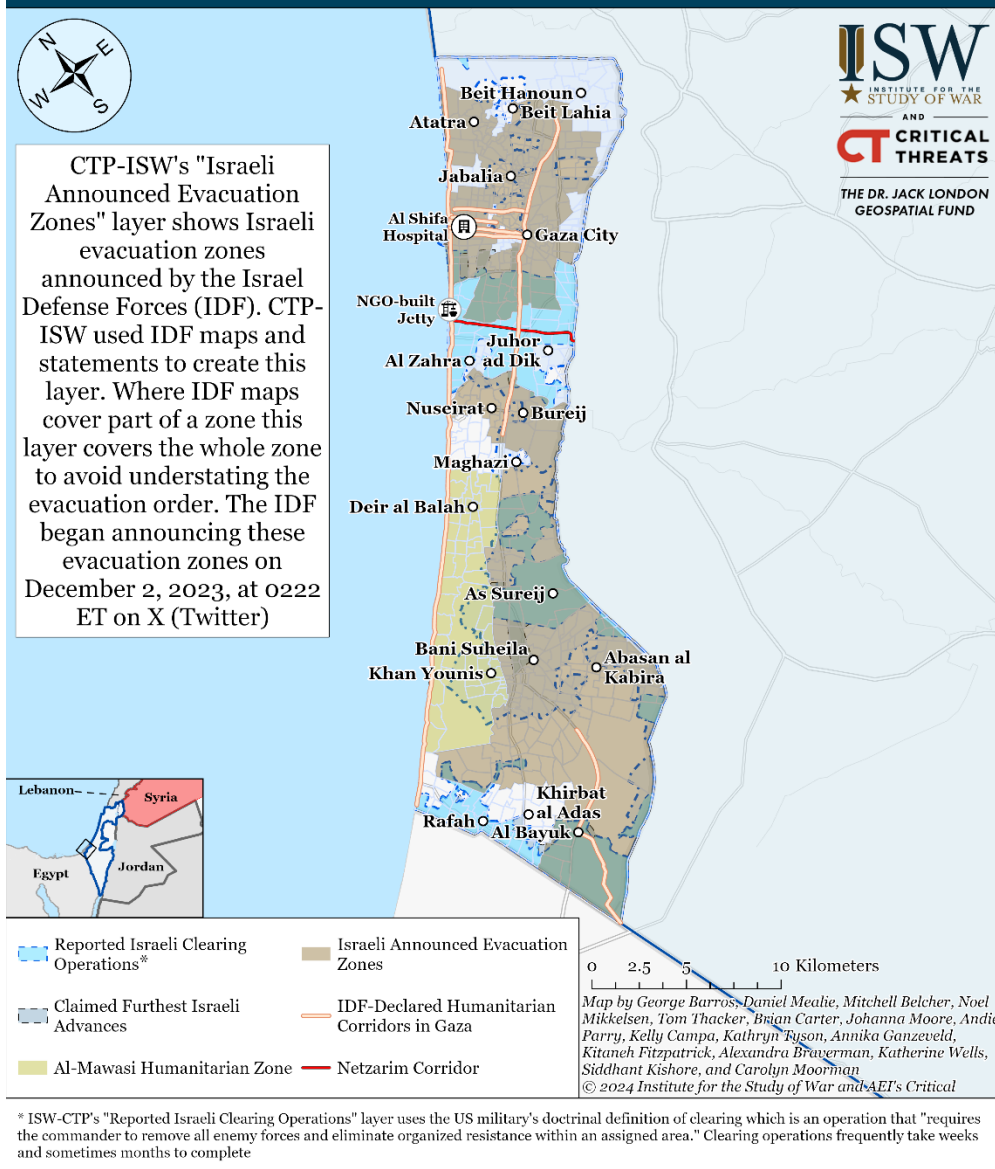 N
E
W
S
ISW
INSTITUTE FOR THE
STUDY OF WAR
AND
CT CRITICAL
THREATS
THE DR. JACK LONDON
GEOSPATIAL FUND
CTP-ISW's "Israeli
Announced Evacuation
Zones" layer shows Israeli
evacuation zones
announced by the Israel
Defense Forces (IDF). CTP-
ISW used IDF maps and
statements to create this
layer. Where IDF maps
cover part of a zone this
layer covers the whole zone
to avoid understating the
evacuation order. The IDF
began announcing these
evacuation zones on
December 2, 2023, at 0222
ET on X (Twitter)
Beit Hanoun
Beit Lahia
Atatra
Jabalia
Al Shifa
Hospital
Gaza City
NGO-built
Jetty
Juhor
ad Dik
Al Zahra
Nuseirat
Bureij
Maghazi
Deir al Balah
As Sureij
Bani Suheila
Abasan al
Kabira
Khan Younis
Khirbat
al Adas
Rafah
Al Bayuk
Lebanon
Syria
Jordan
Egypt
Reported Israeli Clearing
Operations*
Claimed Furthest Israeli
Advances
Al-Mawasi Humanitarian Zone
Israeli Announced Evacuation
Zones
IDF-Declared Humanitarian
Corridors in Gaza
Netzarim Corridor
0 2.5 5 10 Kilometers
Map by George Barros, Daniel Mealie, Mitchell Belcher, Noel
Mikkelsen, Tom Thacker, Brian Carter, Johanna Moore, Andie
Parry, Kelly Campa, Kathryn Tyson, Annika Ganzeveld,
Kitaneh Fitzpatrick, Alexandra Braverman, Katherine Wells,
Siddhant Kishore, and Carolyn Moorman
© 2024 Institute for the Study of War and AEI's Critical
* ISW-CTP's "Reported Israeli Clearing Operations" layer uses the US military's doctrinal definition of clearing which is an operation that "requires
the commander to remove all enemy forces and eliminate organized resistance within an assigned area." Clearing operations frequently take weeks
and sometimes months to complete